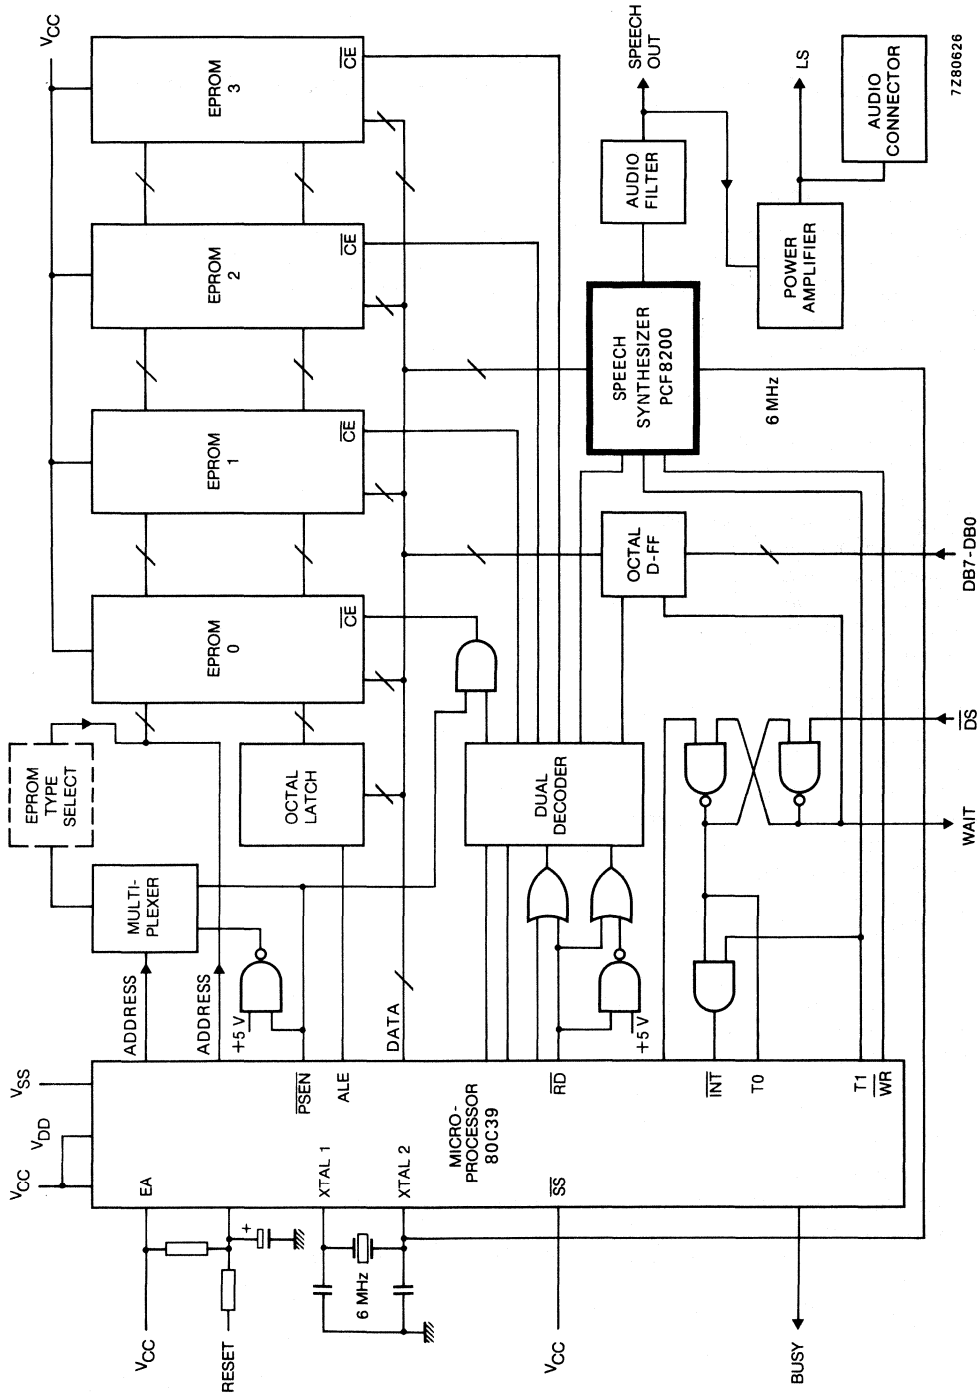 VCC
EPROM
3
CE
EPROM
2
CE
EPROM
1
CE
EPROM
0
CE
EPROM
TYPE
SELECT
MULTI-
PLEXER
OCTAL
LATCH
ADDRESS
ADDRESS
+5 V
DATA
DUAL
DECODER
+5 V
OCTAL
D-FF
SPEECH
SYNTHESIZER
PCF8200
6 MHz
AUDIO
FILTER
SPEECH
OUT
POWER
AMPLIFIER
LS
AUDIO
CONNECTOR
VSS
VDD
VCC
EA
PSEN
ALE
XTAL 1
XTAL 2
MICRO-
PROCESSOR
80C39
RD
SS
INT
T0
T1
WR
VCC
RESET
+
6 MHz
VCC
BUSY
WAIT
DS
DB7-DB0
7Z80626